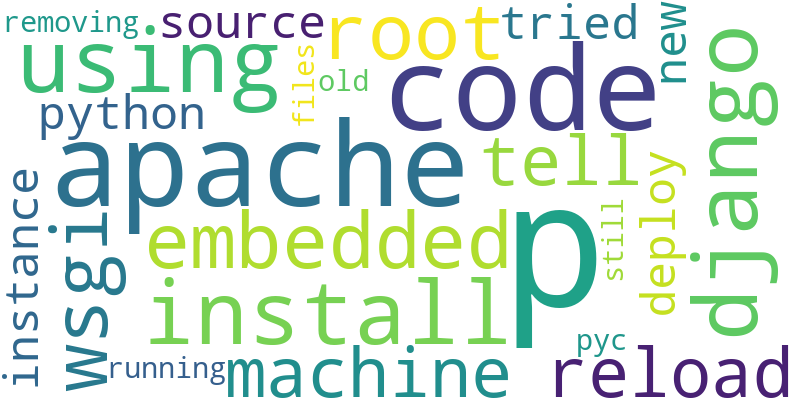 removing
source
root
tried
new
django
using
files
old
code
python
apache
tell
p
instance
wsgi
embedded
still
deploy
install
pyc
running
machine
reload